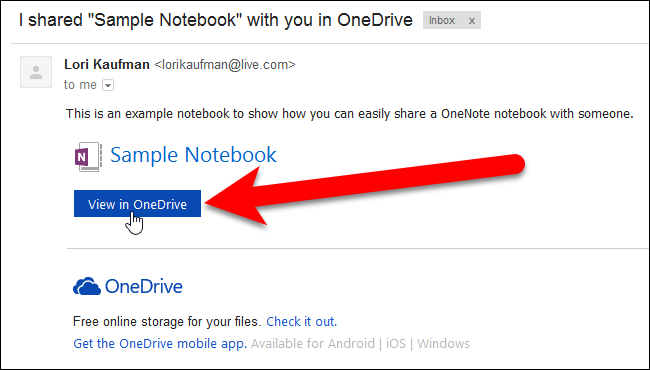 I shared "Sample Notebook" with you in OneDrive Inbox x
Lori Kaufman <lorikaufman@live.com>
to me
This is an example notebook to show how you can easily share a OneNote notebook with someone.
N Sample Notebook
View in OneDrive
OneDrive
Free online storage for your files. Check it out.
Get the OneDrive mobile app. Available for Android | iOS | Windows